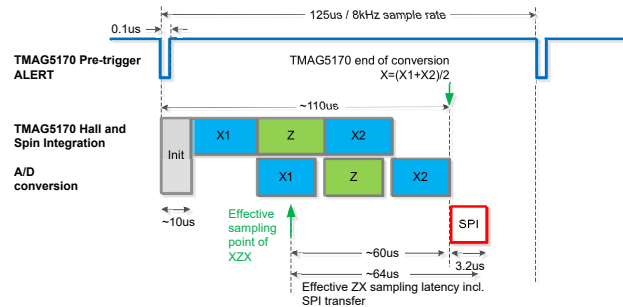 125us / 8kHz sample rate
0.1us
TMAG5170 Pre-trigger
ALERT
TMAG5170 end of conversion
X=(X1+X2)/2
~110us
TMAG5170 Hall and
Spin Integration
Init
X1
Z
X2
A/D
conversion
X1
Z
X2
~10us
Effective
sampling
point of
XZX
SPI
~60us
3.2us
~64us
Effective ZX sampling latency incl.
SPI transfer